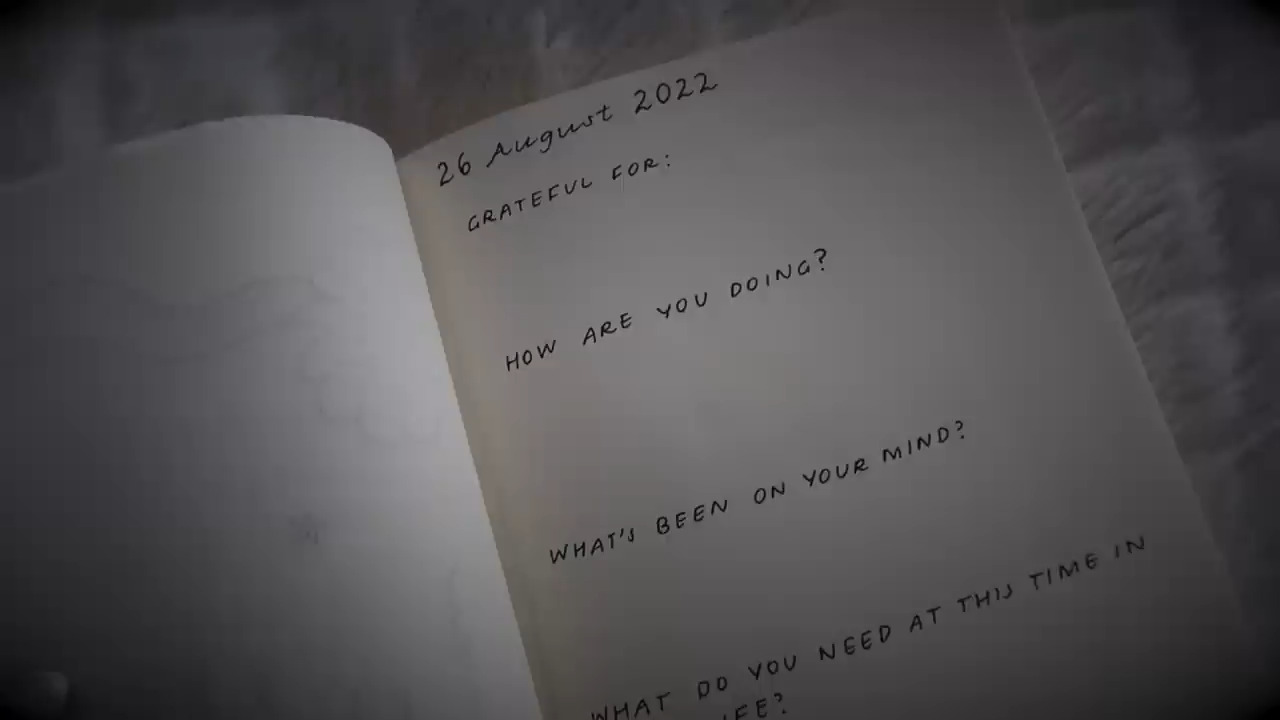 26 August 2022
GRATEFUL FOR:
HOW ARE YOU DOING?
WHAT'S BEEN ON YOUR MIND?
WHAT DO YOU NEED AT THIS TIME IN